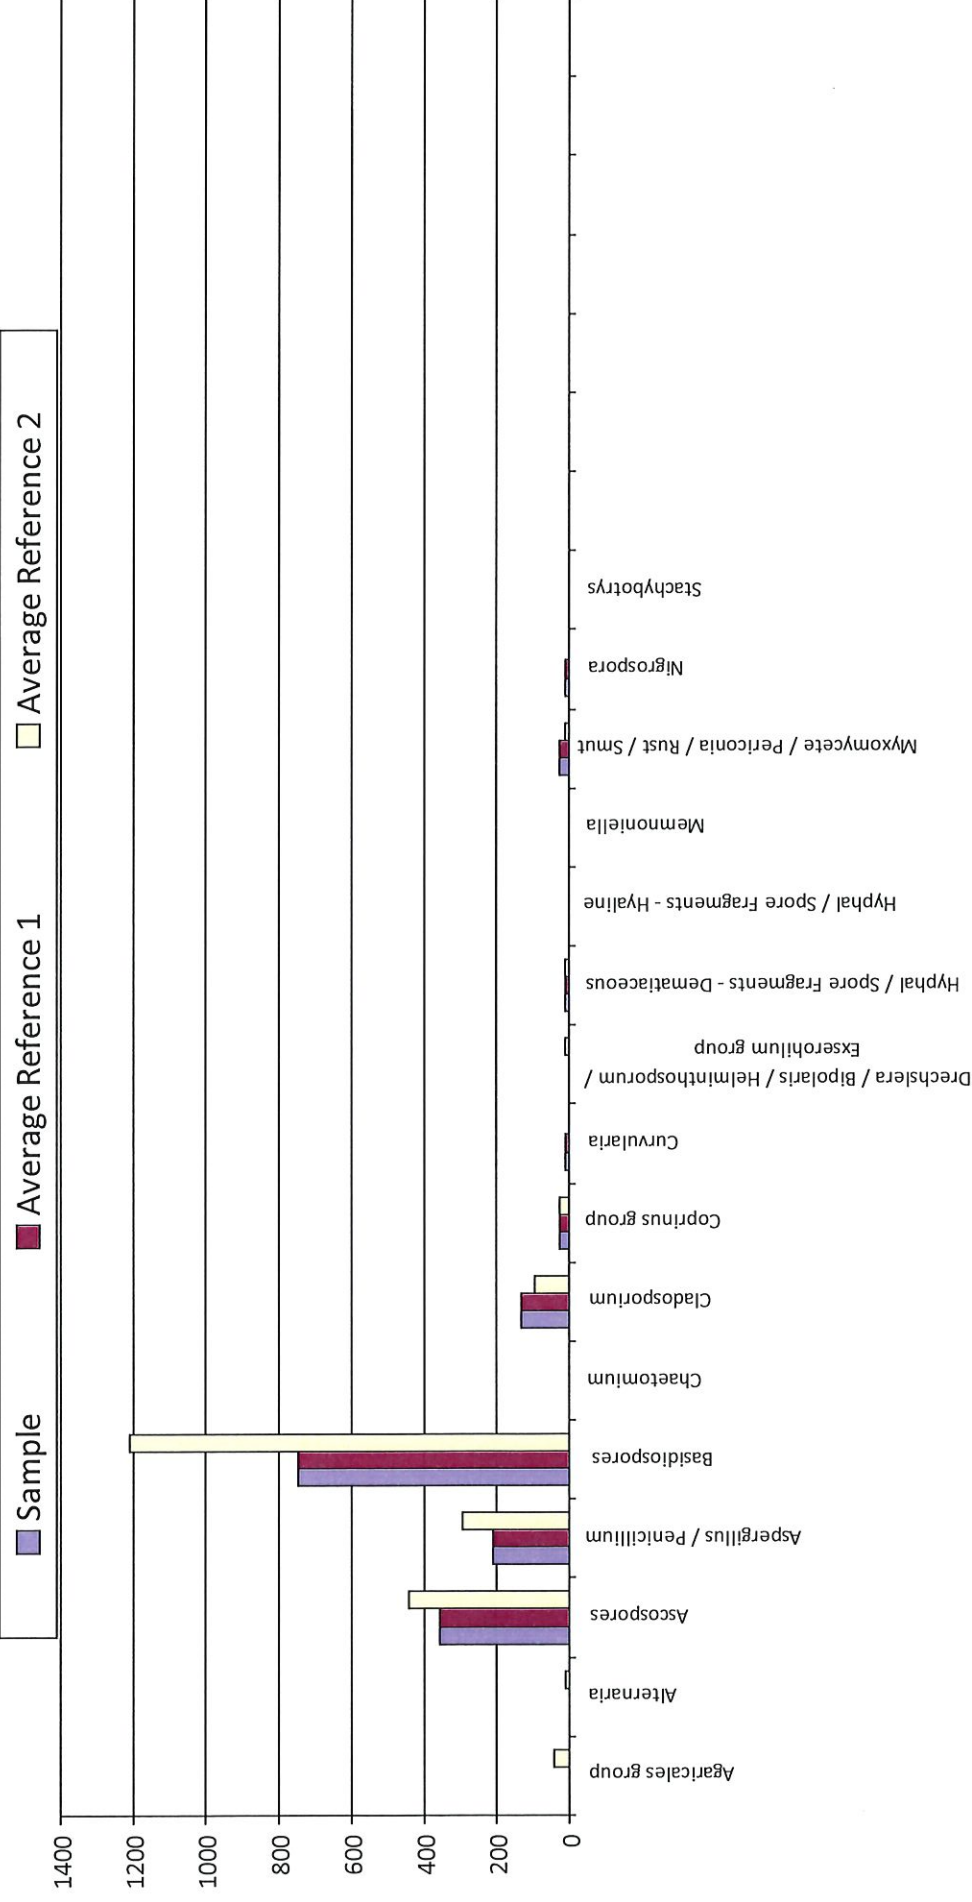 Sample
Average Reference 1
Average Reference 2
1400
1200
1000
800
600
400
200
0
Agaricales group
Alternaria
Ascospores
Aspergillus / Penicillium
Basidiospores
Chaetomium
Cladosporium
Coprinus group
Curvularia
Drechslera / Bipolaris / Helminthosporum /
Exserohilum group
Hyphal / Spore Fragments - Dematiaceous
Hyphal / Spore Fragments - Hyaline
Memnoniella
Myxomycete / Periconia / Rust / Smut
Nigrospora
Stachybotrys